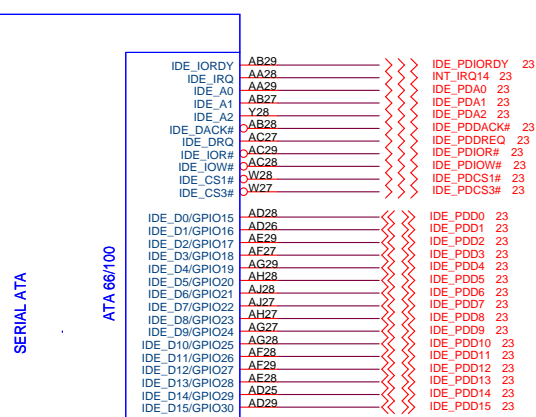 IDE_IORDY AB29 IDE_PDIORDY 23
IDE_IRQ AA28 INT_IRQ14 23
IDE_A0 AA29 IDE_PDA0 23
IDE_A1 AB27 IDE_PDA1 23
IDE_A2 Y28 IDE_PDA2 23
IDE_DACK# AB28 IDE_PDDACK# 23
IDE_DRQ AC27 IDE_PDDREQ 23
IDE_IOR# AC29 IDE_PDIOR# 23
IDE_IOW# AC28 IDE_PDIOW# 23
IDE_CS1# W28 IDE_PDCS1# 23
IDE_CS3# W27 IDE_PDCS3# 23
IDE_D0/GPIO15 AD28 IDE_PDD0 23
IDE_D1/GPIO16 AD26 IDE_PDD1 23
IDE_D2/GPIO17 AE29 IDE_PDD2 23
IDE_D3/GPIO18 AF27 IDE_PDD3 23
IDE_D4/GPIO19 AG29 IDE_PDD4 23
IDE_D5/GPIO20 AH28 IDE_PDD5 23
IDE_D6/GPIO21 AJ28 IDE_PDD6 23
IDE_D7/GPIO22 AJ27 IDE_PDD7 23
IDE_D8/GPIO23 AH27 IDE_PDD8 23
IDE_D9/GPIO24 AG27 IDE_PDD9 23
IDE_D10/GPIO25 AG28 IDE_PDD10 23
IDE_D11/GPIO26 AF28 IDE_PDD11 23
IDE_D12/GPIO27 AF29 IDE_PDD12 23
IDE_D13/GPIO28 AE28 IDE_PDD13 23
IDE_D14/GPIO29 AD25 IDE_PDD14 23
IDE_D15/GPIO30 AD29 IDE_PDD15 23
ATA 66/100
SERIAL ATA